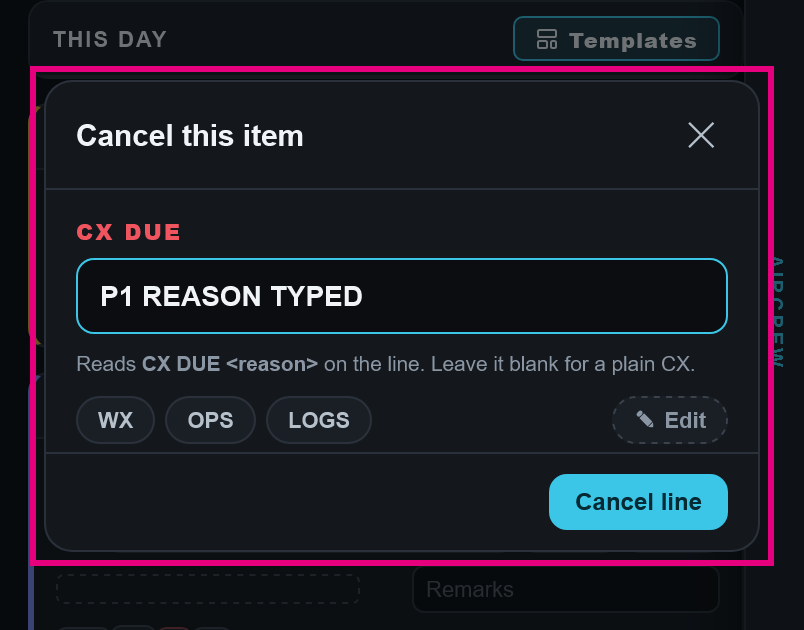 THIS DAY
Templates
Cancel this item
CX DUE
P1 REASON TYPED
Reads CX DUE <reason> on the line. Leave it blank for a plain CX.
WX OPS LOGS Edit
Cancel line
Remarks
AIRCREW